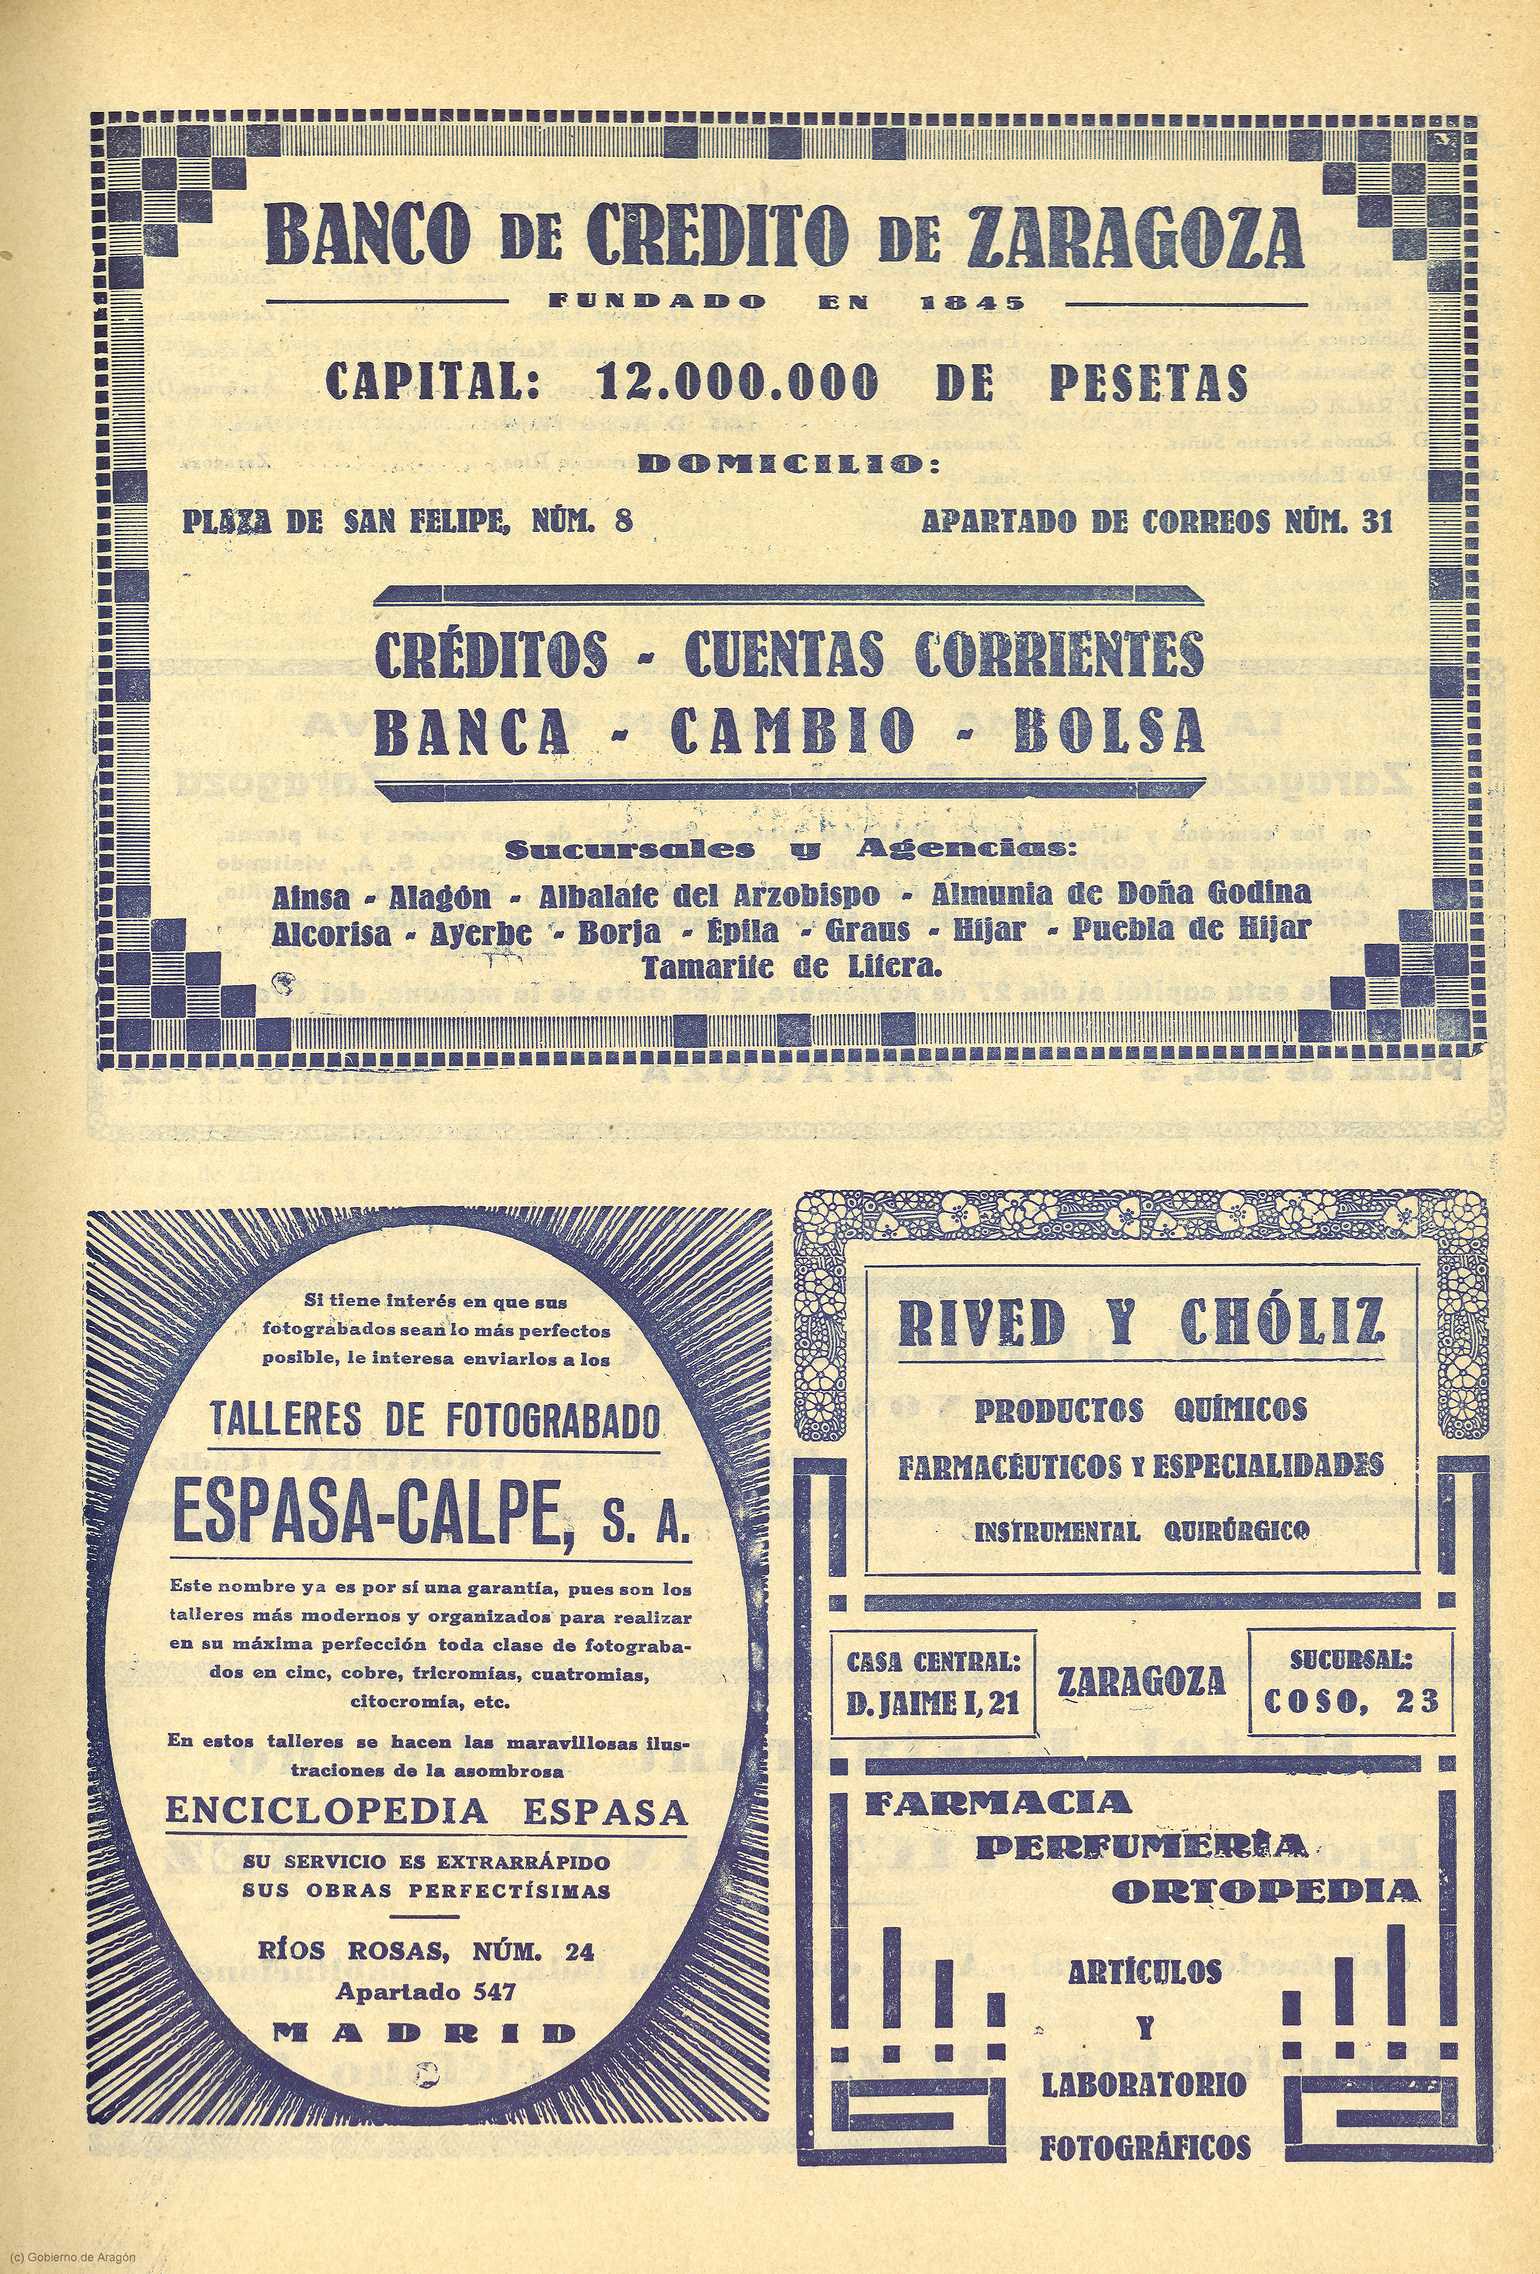 BANCO DE CREDITO DE ZARAGOZA
FUNDADO EN 1845
CAPITAL: 12.000.000 DE PESETAS
DOMICILIO:
PLAZA DE SAN FELIPE, NÚM. 8
APARTADO DE CORREOS NÚM. 31
CRÉDITOS - CUENTAS CORRIENTES
BANCA - CAMBIO - BOLSA
Sucursales y Agencias:
Ainsa - Alagón - Albalate del Arzobispo - Almunia de Doña Godina
Alcorisa - Ayerbe - Borja - Épila - Graus - Híjar - Puebla de Híjar
Tamarite de Litera.
Si tiene interés en que sus
fotograbados sean lo más perfectos
posible, le interesa enviarlos a los
TALLERES DE FOTOGRABADO
ESPASA-CALPE, S. A.
Este nombre ya es por sí una garantía, pues son los
talleres más modernos y organizados para realizar
en su máxima perfección toda clase de fotograba-
dos en cinc, cobre, tricromías, cuatromias,
citocromía, etc.
En estos talleres se hacen las maravillosas ilus-
traciones de la asombrosa
ENCICLOPEDIA ESPASA
SU SERVICIO ES EXTRARRÁPIDO
SUS OBRAS PERFECTÍSIMAS
RÍOS ROSAS, NÚM. 24
Apartado 547
MADRID
RIVED Y CHÓLIZ
PRODUCTOS QUÍMICOS
FARMACÉUTICOS Y ESPECIALIDADES
INSTRUMENTAL QUIRÚRGICO
CASA CENTRAL:
D. JAIME I, 21
ZARAGOZA
SUCURSAL:
COSO, 23
FARMACIA
PERFUMERÍA
ORTOPEDIA
ARTÍCULOS
Y
LABORATORIO
FOTOGRÁFICOS
(c) Gobierno de Aragón